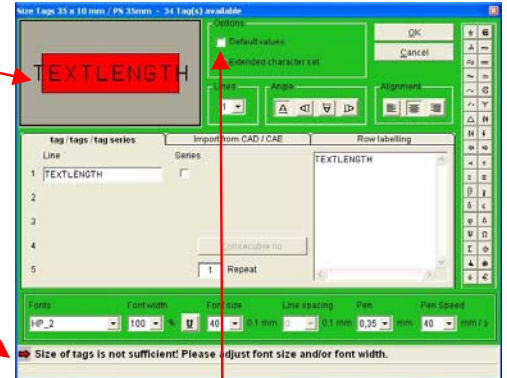 Size Tags 35 x 10 mm / PS 35mm - 34 Tag(s) available
TEXTLENGTH
Options
Default values
Extended character set
OK
Cancel
Lines
1
Angle
Alignment
tag / tags / tag series
Import from CAD / CAE
Row labelling
Line
Series
1 TEXTLENGTH
TEXTLENGTH
2
3
4
Consecutive no
5
1 Repeat
Fonts
Font width
Font size
Line spacing
Pen
Pen Speed
HP_2
100 %
U
40 0.1 mm
0 0.1 mm
0,35 mm
40 mm / s
Size of tags is not sufficient! Please adjust font size and/or font width.